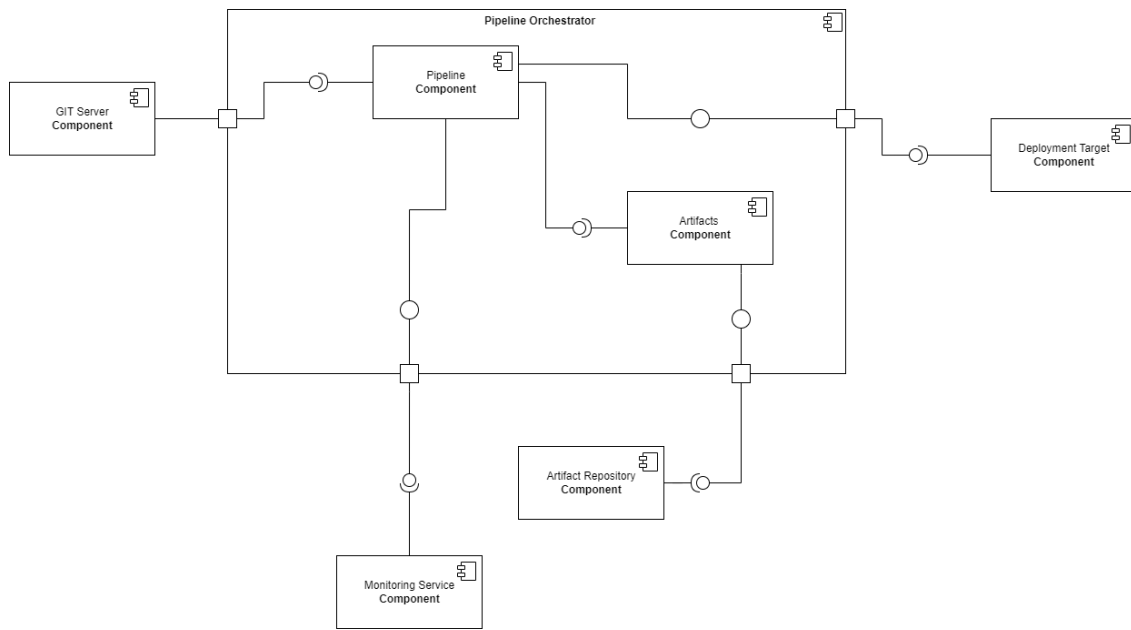 Pipeline Orchestrator
Pipeline
Component
GIT Server
Component
Deployment Target
Component
Artifacts
Component
Artifact Repository
Component
Monitoring Service
Component